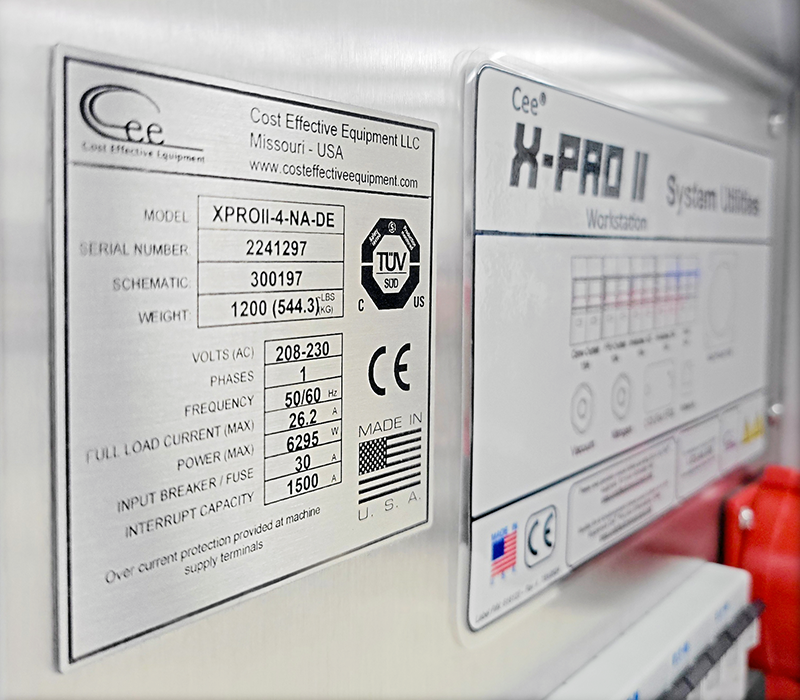 Cee
Cost Effective Equipment
Cost Effective Equipment LLC
Missouri - USA
www.costeffectiveequipment.com
MODEL XPROII-4-NA-DE
SERIAL NUMBER 2241297
SCHEMATIC 300197
WEIGHT 1200 (544.3) LBS (KG)
TÜV
SÜD
C US
VOLTS (AC) 208-230
PHASES 1
FREQUENCY 50/60 Hz
FULL LOAD CURRENT (MAX) 26.2 A
POWER (MAX) 6295 W
INPUT BREAKER / FUSE 30 A
INTERRUPT CAPACITY 1500 A
CE
MADE IN
U. S. A.
Over current protection provided at machine
supply terminals
Cee®
X-PRO II
Workstation
System Utilities
Vacuum
MADE IN
CE